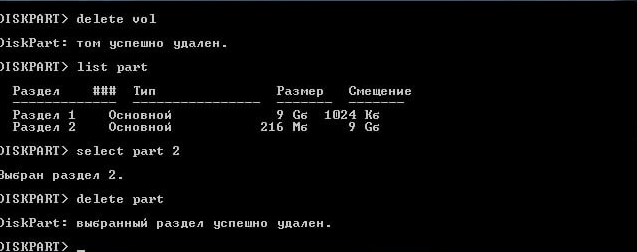 DISKPART> delete vol
DiskPart: том успешно удален.
DISKPART> list part
Раздел ### Тип Размер Смещение
------------- ---------------- ------- -------
Раздел 1 Основной 9 Gб 1024 Kб
Раздел 2 Основной 216 Mб 9 Gб
DISKPART> select part 2
Выбран раздел 2.
DISKPART> delete part
DiskPart: выбранный раздел успешно удален.
DISKPART> _